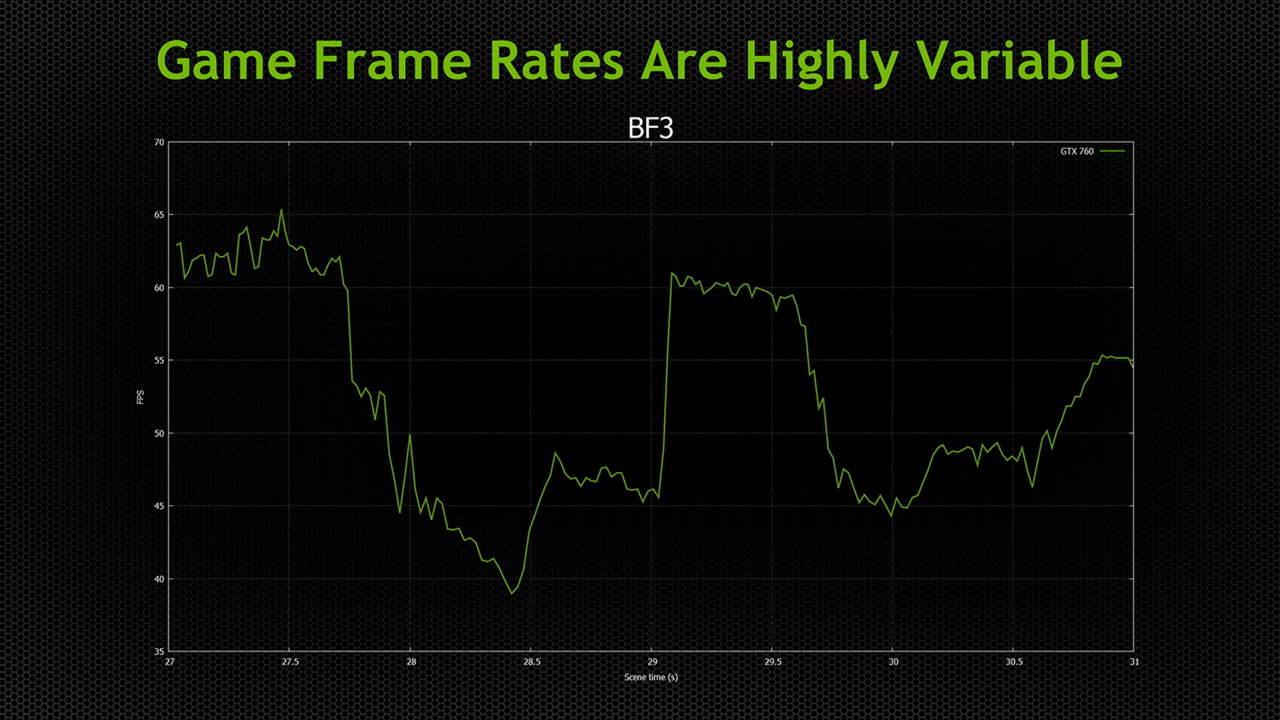 Game Frame Rates Are Highly Variable
BF3
GTX 760
70
65
60
55
50
45
40
35
FPS
27 27.5 28 28.5 29 29.5 30 30.5 31
Scene time (s)